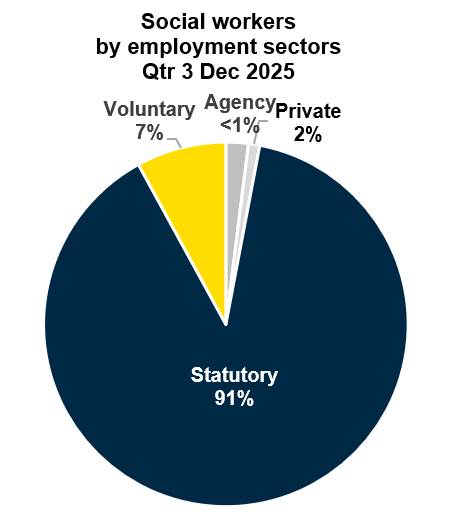 Social workers
by employment sectors
Qtr 3 Dec 2025
Voluntary
7%
Agency
<1%
Private
2%
Statutory
91%